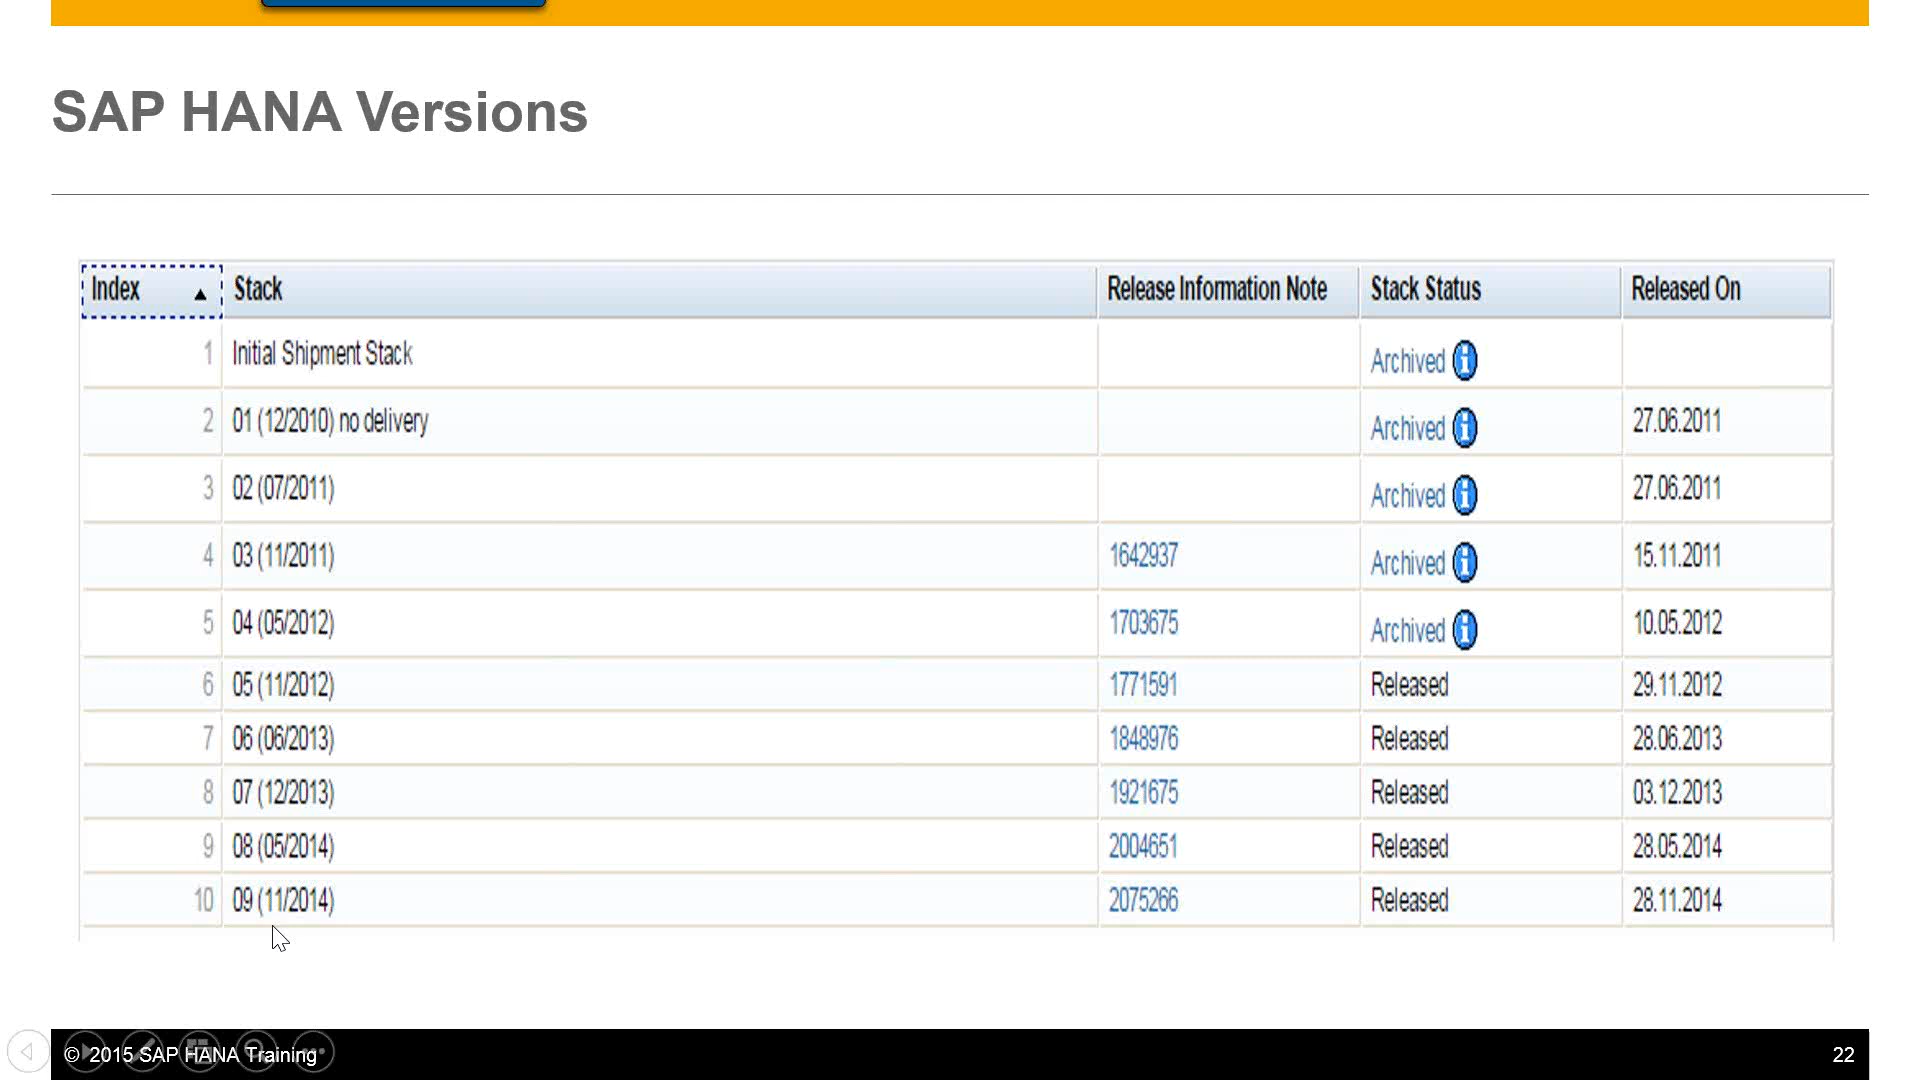 SAP HANA Versions
Index Stack Release Information Note Stack Status Released On
1 Initial Shipment Stack Archived
2 01 (12/2010) no delivery Archived 27.06.2011
3 02 (07/2011) Archived 27.06.2011
4 03 (11/2011) 1642937 Archived 15.11.2011
5 04 (05/2012) 1703675 Archived 10.05.2012
6 05 (11/2012) 1771591 Released 29.11.2012
7 06 (06/2013) 1848976 Released 28.06.2013
8 07 (12/2013) 1921675 Released 03.12.2013
9 08 (05/2014) 2004651 Released 28.05.2014
10 09 (11/2014) 2075266 Released 28.11.2014
© 2015 SAP HANA Training 22